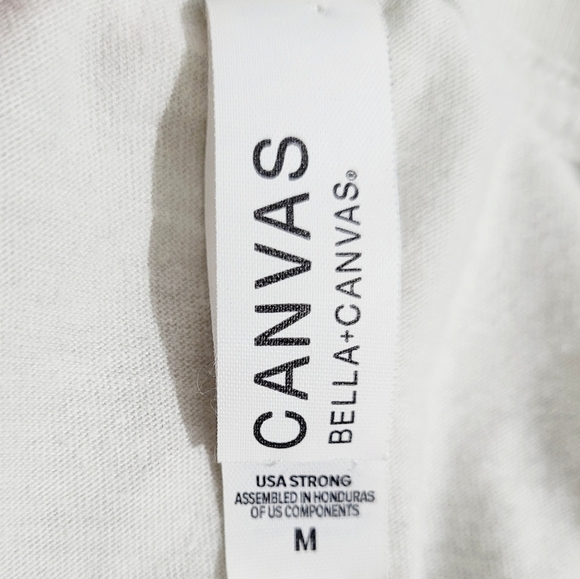 CANVAS
BELLA+CANVAS®
USA STRONG
ASSEMBLED IN HONDURAS
OF US COMPONENTS
M